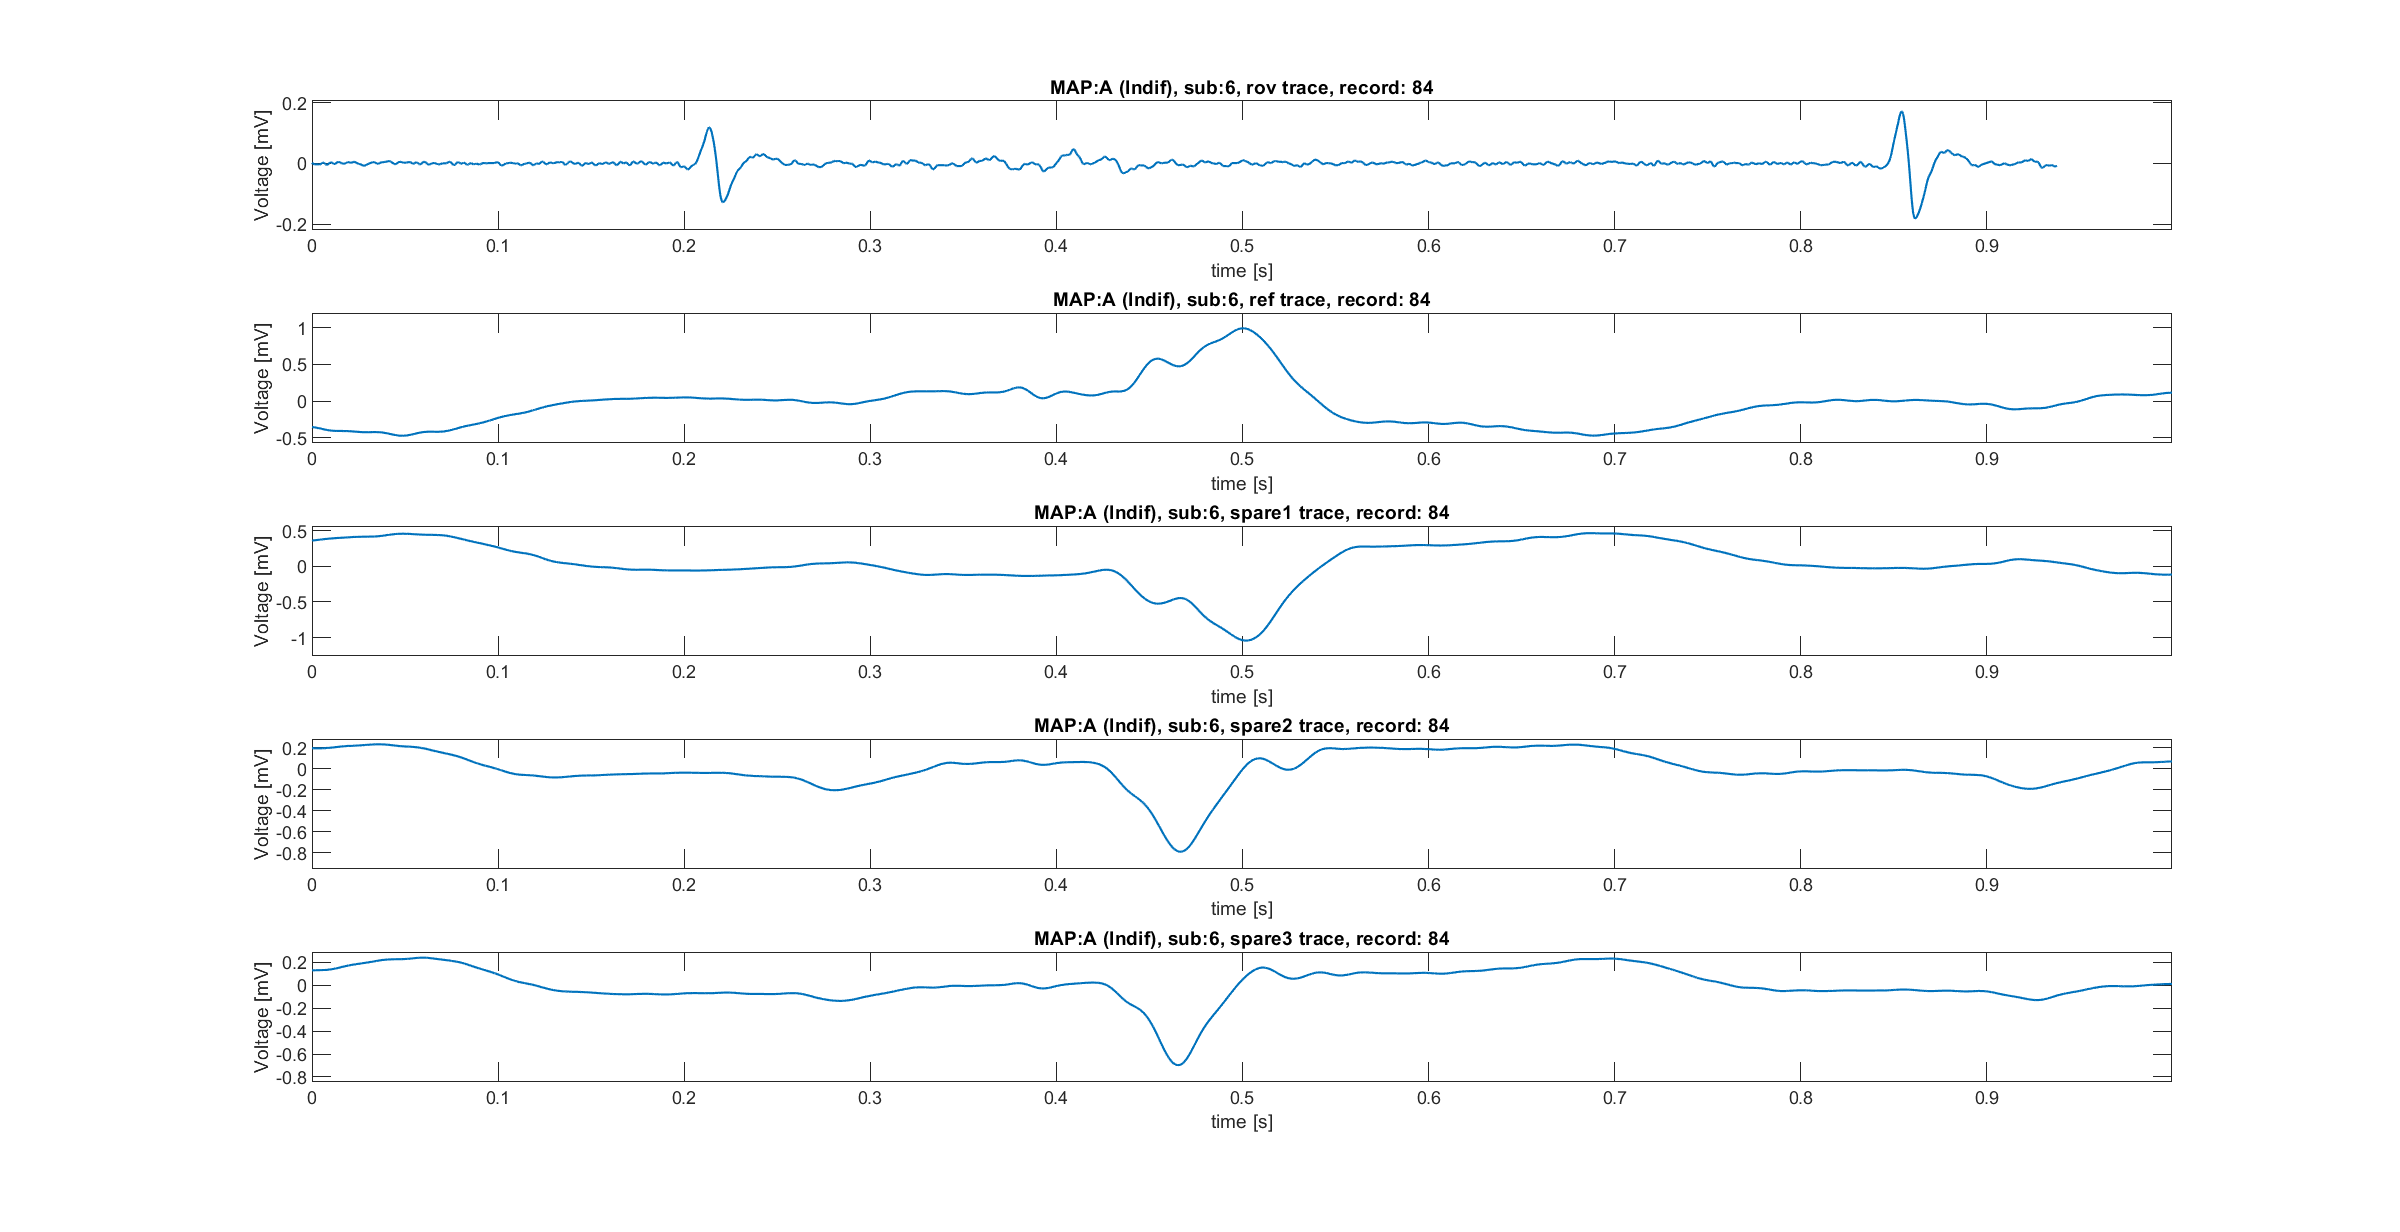 MAP:A (Indif), sub:6, rov trace, record: 84
Voltage [mV]
0.2
0
-0.2
0 0.1 0.2 0.3 0.4 0.5 0.6 0.7 0.8 0.9
time [s]
MAP:A (Indif), sub:6, ref trace, record: 84
Voltage [mV]
1
0.5
0
-0.5
0 0.1 0.2 0.3 0.4 0.5 0.6 0.7 0.8 0.9
time [s]
MAP:A (Indif), sub:6, spare1 trace, record: 84
Voltage [mV]
0.5
0
-0.5
-1
0 0.1 0.2 0.3 0.4 0.5 0.6 0.7 0.8 0.9
time [s]
MAP:A (Indif), sub:6, spare2 trace, record: 84
Voltage [mV]
0.2
0
-0.2
-0.4
-0.6
-0.8
0 0.1 0.2 0.3 0.4 0.5 0.6 0.7 0.8 0.9
time [s]
MAP:A (Indif), sub:6, spare3 trace, record: 84
Voltage [mV]
0.2
0
-0.2
-0.4
-0.6
-0.8
0 0.1 0.2 0.3 0.4 0.5 0.6 0.7 0.8 0.9
time [s]